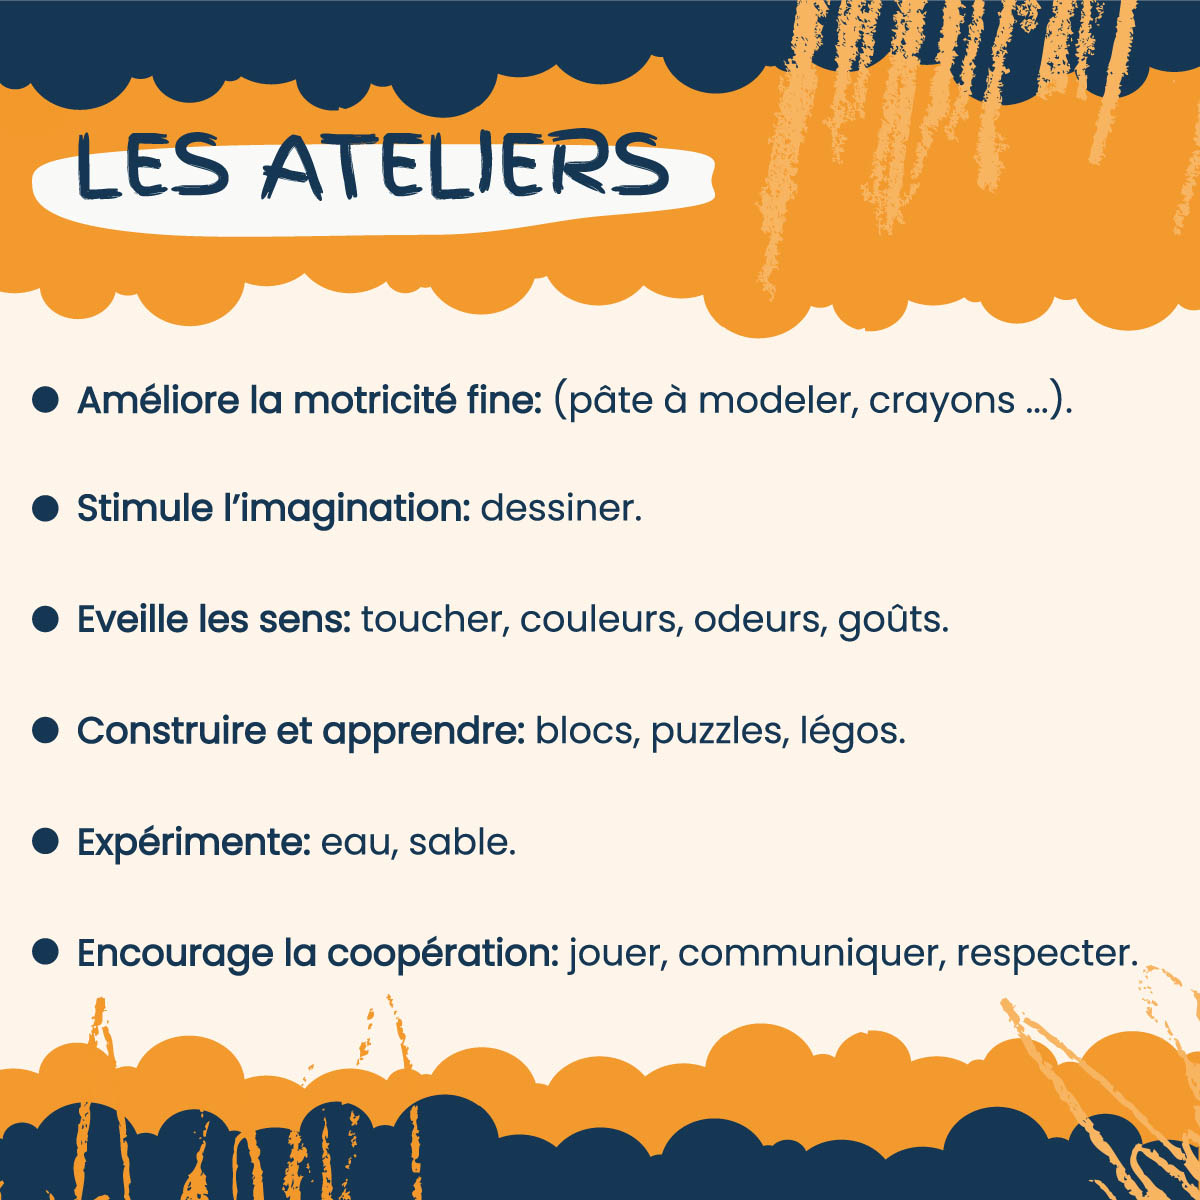 LES ATELIERS
Améliore la motricité fine: (pâte à modeler, crayons ...).
Stimule l’imagination: dessiner.
Eveille les sens: toucher, couleurs, odeurs, goûts.
Construire et apprendre: blocs, puzzles, légos.
Expérimente: eau, sable.
Encourage la coopération: jouer, communiquer, respecter.